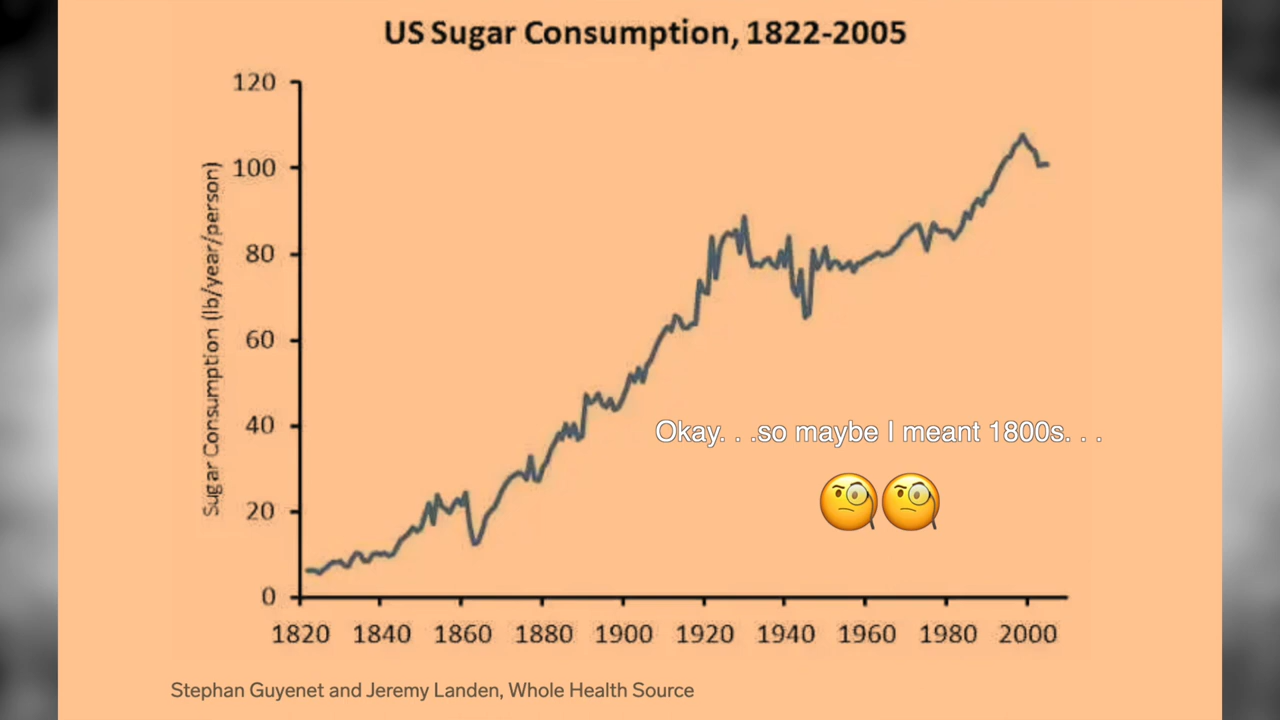 US Sugar Consumption, 1822-2005
Sugar Consumption (lb/year/person)
120
100
80
60
40
20
0
1820 1840 1860 1880 1900 1920 1940 1960 1980 2000
Okay. . .so maybe I meant 1800s. . .
Stephan Guyenet and Jeremy Landen, Whole Health Source